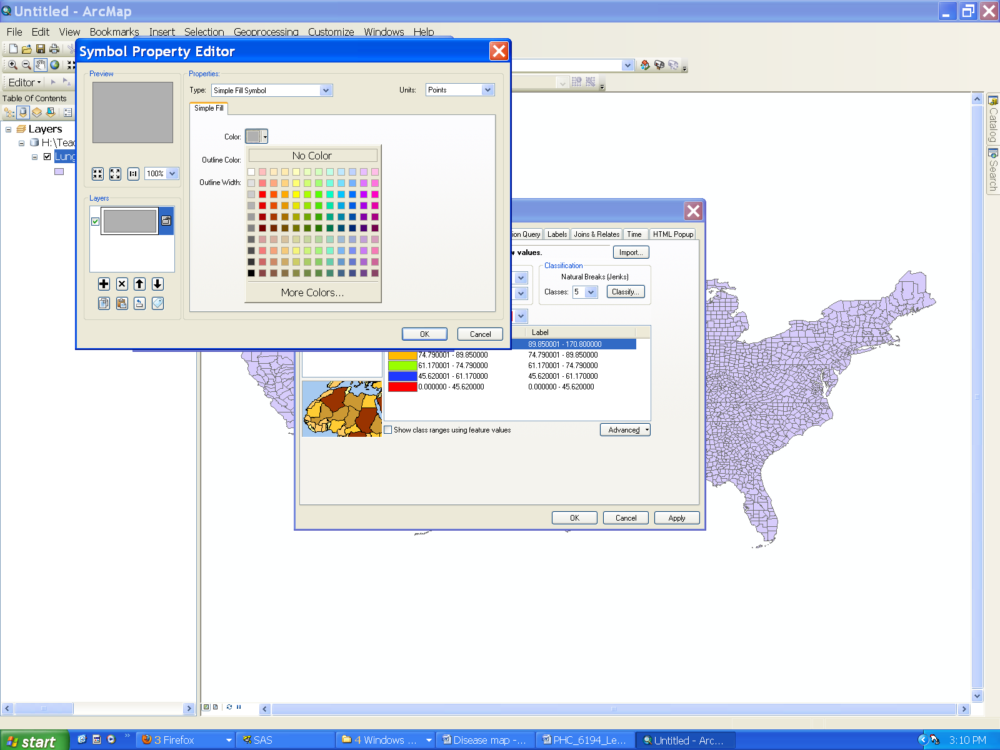 Untitled - ArcMap
File Edit View Bookmarks Insert Selection Geoprocessing Customize Windows Help
Symbol Property Editor
Editor
Table Of Contents
Layers
H:\Teac
Lung
Preview
100%
Layers
Properties:
Type: Simple Fill Symbol Units: Points
Simple Fill
Color:
Outline Color:
Outline Width:
No Color
More Colors...
OK Cancel
ion Query Labels Joins & Relates Time HTML Popup
values. Import...
Classification
Natural Breaks (Jenks)
Classes: 5 Classify...
Label
89.850001 - 170.800000
74.790001 - 89.850000 74.790001 - 89.850000
61.170001 - 74.790000 61.170001 - 74.790000
45.620001 - 61.170000 45.620001 - 61.170000
0.000000 - 45.620000 0.000000 - 45.620000
Show class ranges using feature values Advanced
OK Cancel Apply
Catalog
Search
start 3 Firefox SAS 4 Windows ... Disease map -... PHC_6194_Le... Untitled - Arc... 3:10 PM